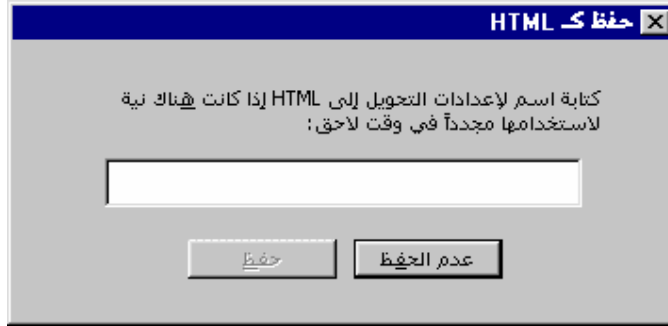 حفظ كـ HTML
كتابة اسم لإعدادات التحويل إلى HTML إذا كانت هناك نية
لاستخدامها مجدداً في وقت لاحق:
عدم الحفظ
حفظ